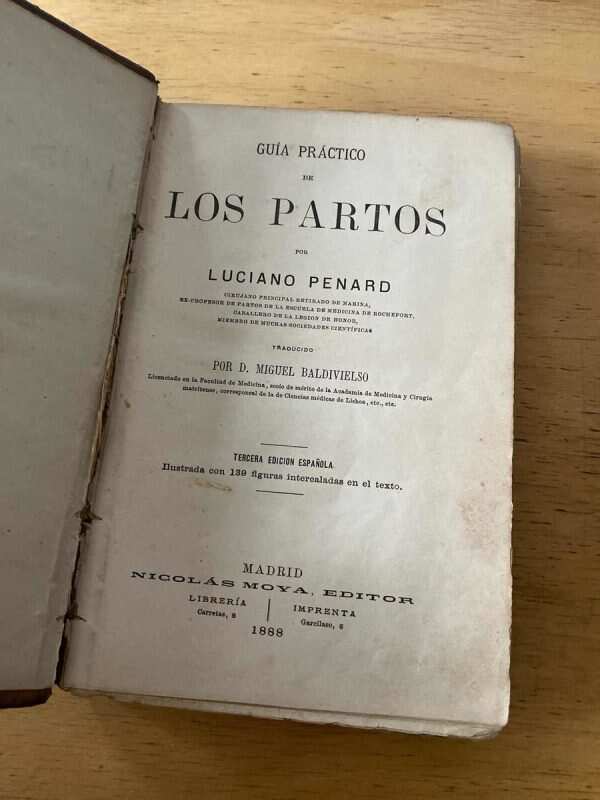 GUÍA PRÁCTICO
DE
LOS PARTOS
POR
LUCIANO PENARD
CIRUJANO PRINCIPAL RETIRADO DE MARINA,
EX-PROFESOR DE PARTOS DE LA ESCUELA DE MEDICINA DE ROCHEFORT,
CABALLERO DE LA LEGION DE HONOR,
MIEMBRO DE MUCHAS SOCIEDADES CIENTÍFICAS
TRADUCIDO
POR D. MIGUEL BALDIVIELSO
Licenciado en la Facultad de Medicina, socio de mérito de la Academia de Medicina y Cirugía
matritense, corresponsal de la de Ciencias médicas de Lisboa, etc., etc.
TERCERA EDICION ESPAÑOLA
Ilustrada con 139 figuras intercaladas en el texto.
MADRID
NICOLÁS MOYA, EDITOR
LIBRERÍA
Carretas, 8
IMPRENTA
Garcilaso, 6
1888